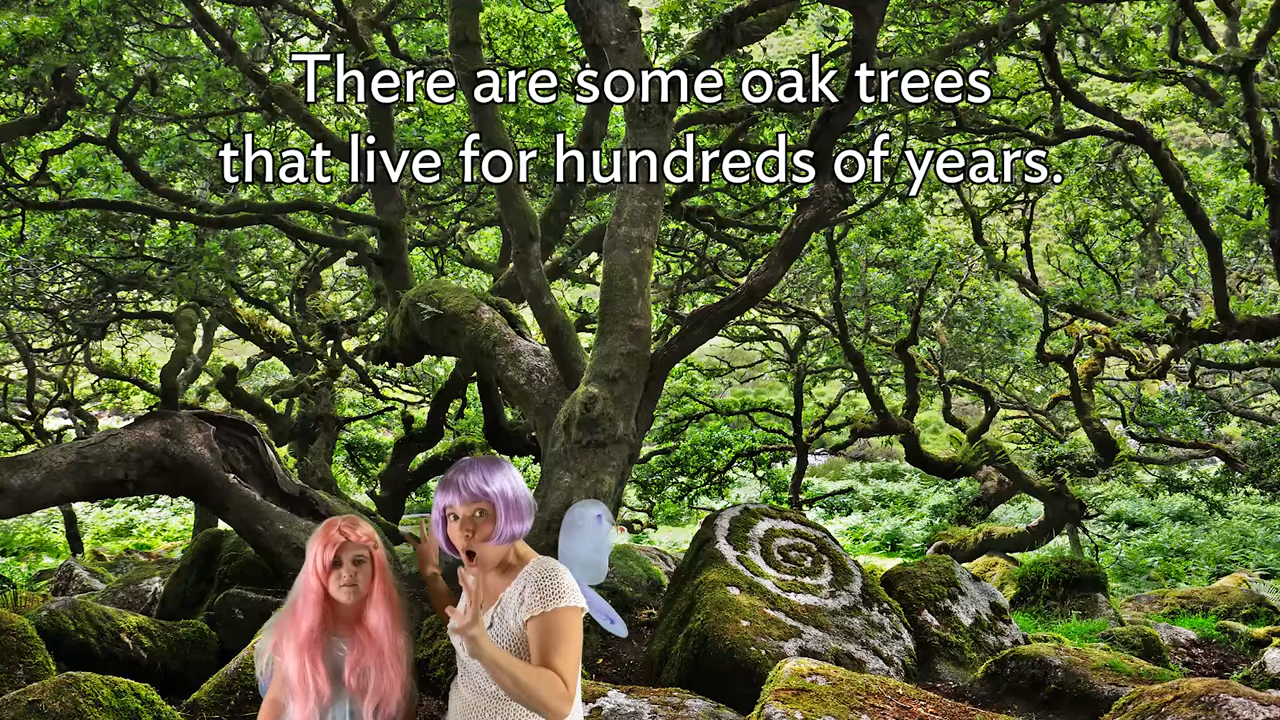 There are some oak trees
that live for hundreds of years.